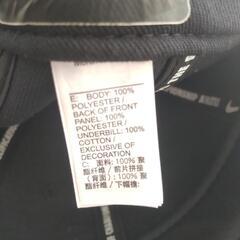 E: BODY: 100%
POLYESTER /
BACK OF FRONT
PANEL: 100%
POLYESTER /
UNDERBILL: 100%
COTTON /
EXCLUSIVE OF
DECORATION
C: 面料: 100% 聚
酯纤维 / 前片拼接
(背面): 100% 聚
酯纤维 / 下帽檐: